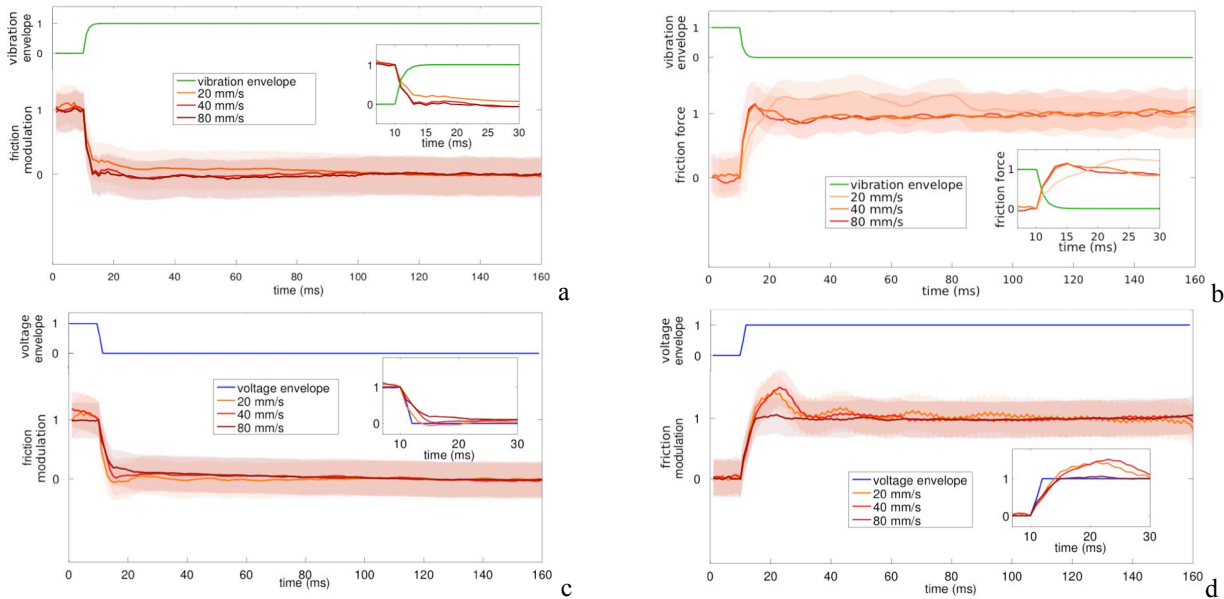 vibration
envelope
1
0
vibration envelope
20 mm/s
40 mm/s
80 mm/s
1
0
10 15 20 25 30
time (ms)
friction
modulation
1
0
0 20 40 60 80 100 120 140 160
time (ms)
a
vibration
envelope
1
0
friction force
1
0
vibration envelope
20 mm/s
40 mm/s
80 mm/s
friction force
1
0
10 15 20 25 30
time (ms)
0 20 40 60 80 100 120 140 160
time (ms)
b
voltage
envelope
1
0
voltage envelope
20 mm/s
40 mm/s
80 mm/s
1
0
10 20 30
time (ms)
friction
modulation
1
0
0 20 40 60 80 100 120 140 160
time (ms)
c
voltage
envelope
1
0
friction
modulation
1
0
voltage envelope
20 mm/s
40 mm/s
80 mm/s
1
0
10 20 30
time (ms)
0 20 40 60 80 100 120 140 160
time (ms)
d